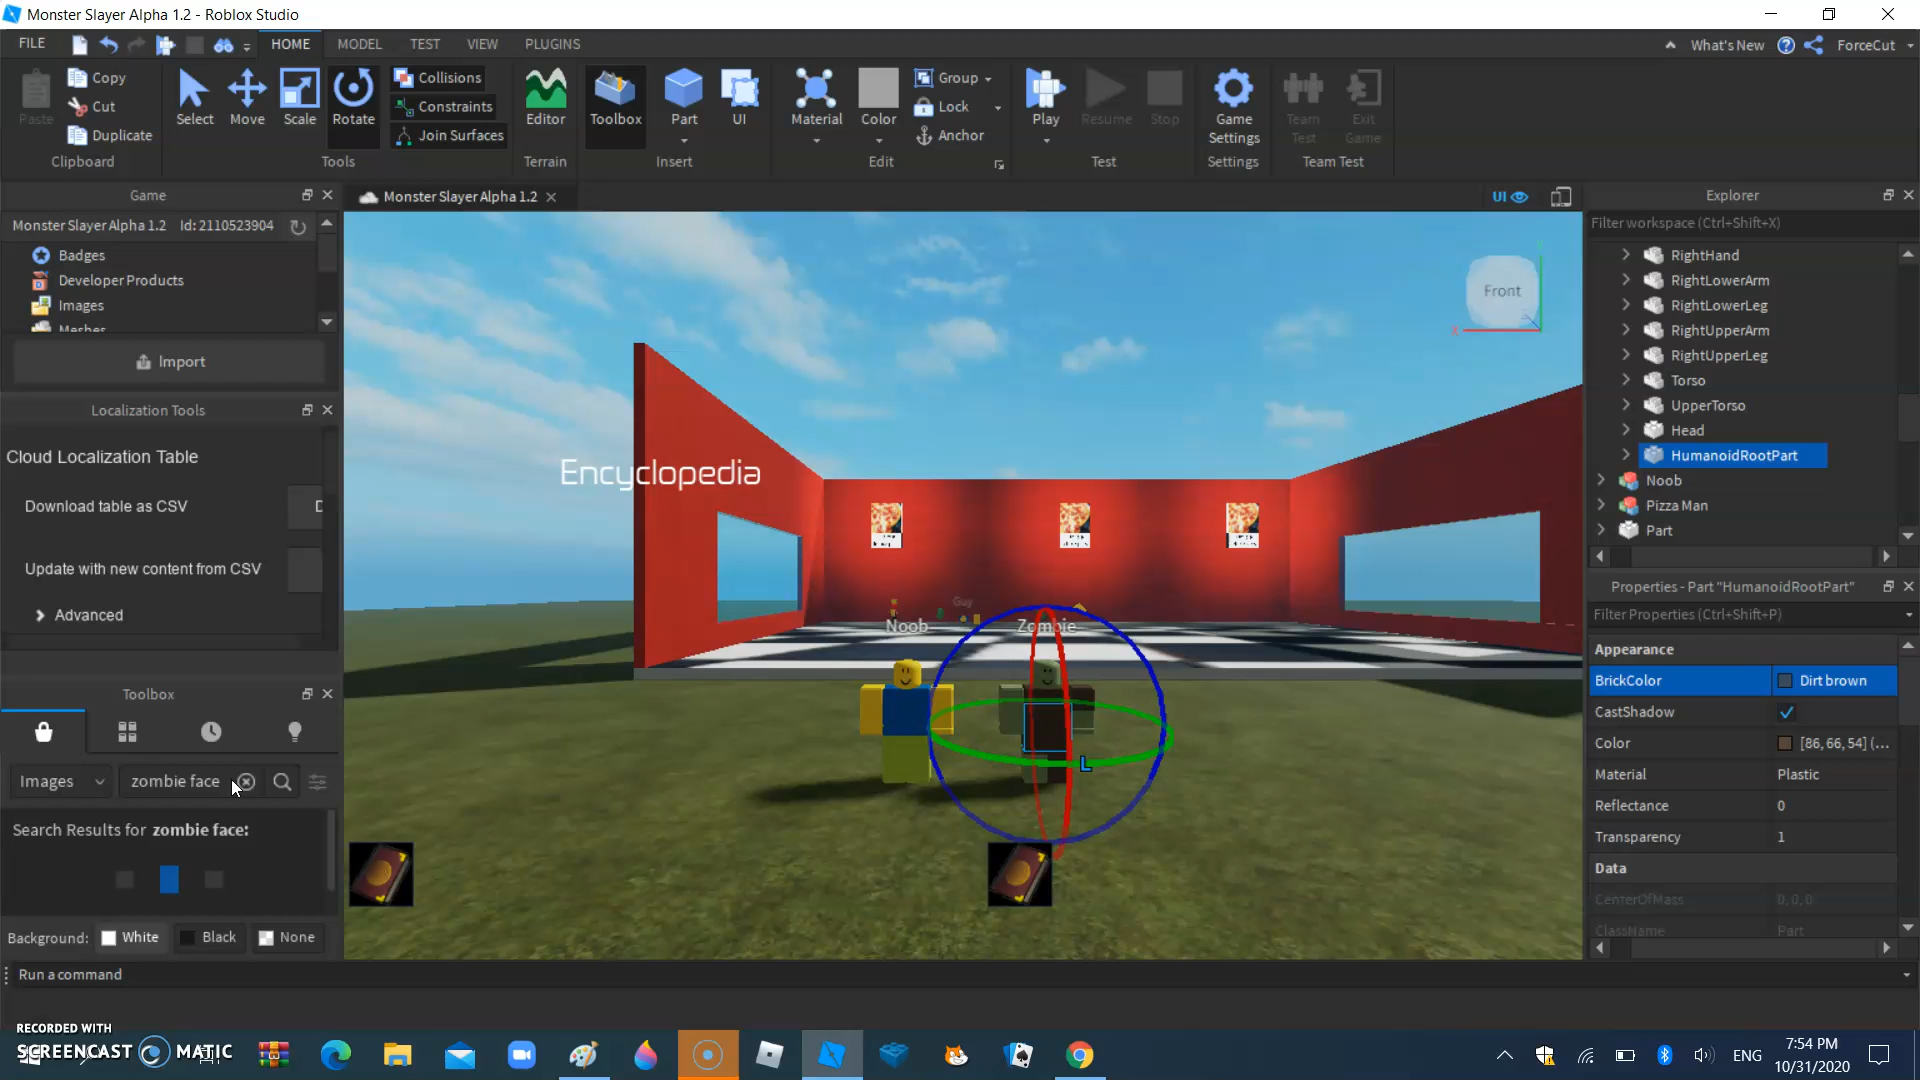 Monster Slayer Alpha 1.2 - Roblox Studio
FILE
HOME
MODEL
TEST
VIEW
PLUGINS
What's New
ForceCut
Paste
Copy
Cut
Duplicate
Clipboard
Select
Move
Scale
Rotate
Collisions
Constraints
Join Surfaces
Tools
Editor
Terrain
Toolbox
Part
UI
Insert
Material
Color
Group
Lock
Anchor
Edit
Play
Resume
Stop
Test
Game
Settings
Settings
Team
Test
Exit
Game
Team Test
Game
Monster Slayer Alpha 1.2 Id:2110523904
Badges
Developer Products
Images
Meshes
Import
Localization Tools
Cloud Localization Table
Download table as CSV
D
Update with new content from CSV
Advanced
Toolbox
Images
zombie face
Search Results for zombie face:
Background:
White
Black
None
Run a command
Monster Slayer Alpha 1.2
UI
Front
X
Encyclopedia
Guy
Noob
Zombie
L
Explorer
Filter workspace (Ctrl+Shift+X)
RightHand
RightLowerArm
RightLowerLeg
RightUpperArm
RightUpperLeg
Torso
UpperTorso
Head
HumanoidRootPart
Noob
Pizza Man
Part
Properties - Part "HumanoidRootPart"
Filter Properties (Ctrl+Shift+P)
Appearance
BrickColor Dirt brown
CastShadow
Color [86, 66, 54] (...
Material Plastic
Reflectance 0
Transparency 1
Data
CenterOfMass 0, 0, 0
ClassName Part
RECORDED WITH
SCREENCAST MATIC
ENG
7:54 PM
10/31/2020